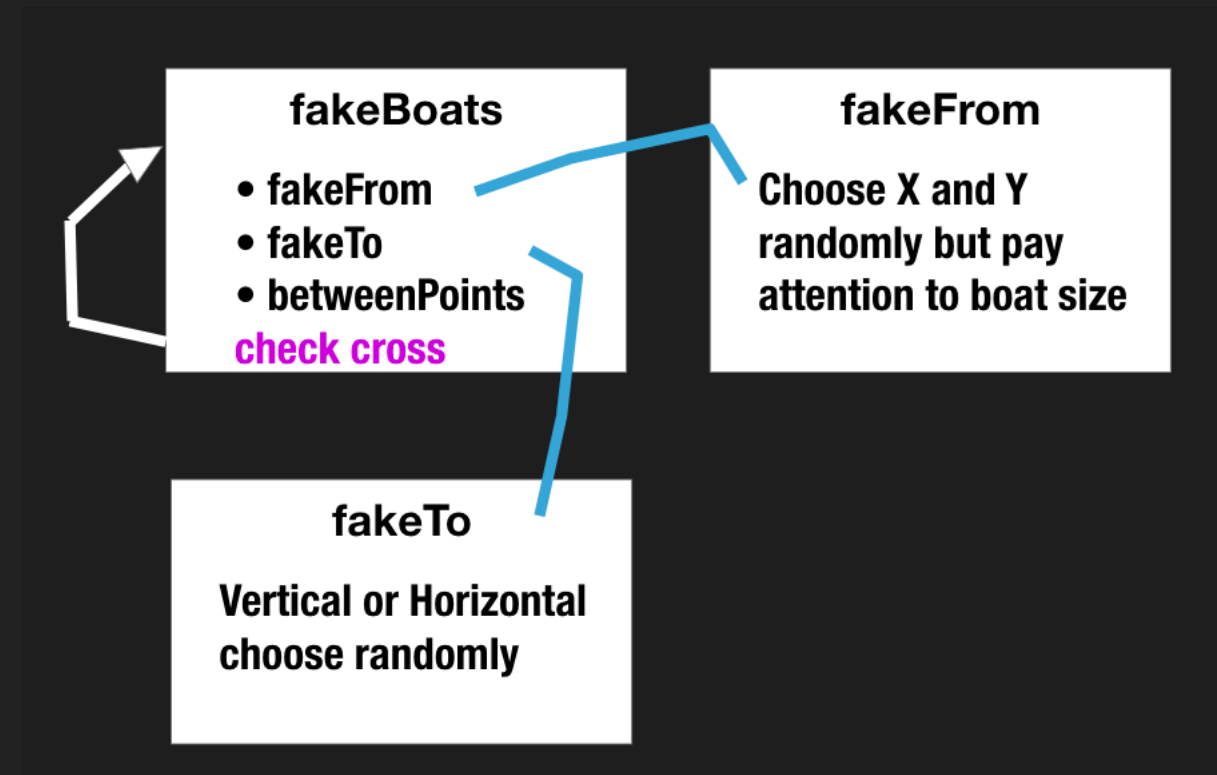 fakeBoats
• fakeFrom
• fakeTo
• betweenPoints
check cross
fakeFrom
Choose X and Y
randomly but pay
attention to boat size
fakeTo
Vertical or Horizontal
choose randomly